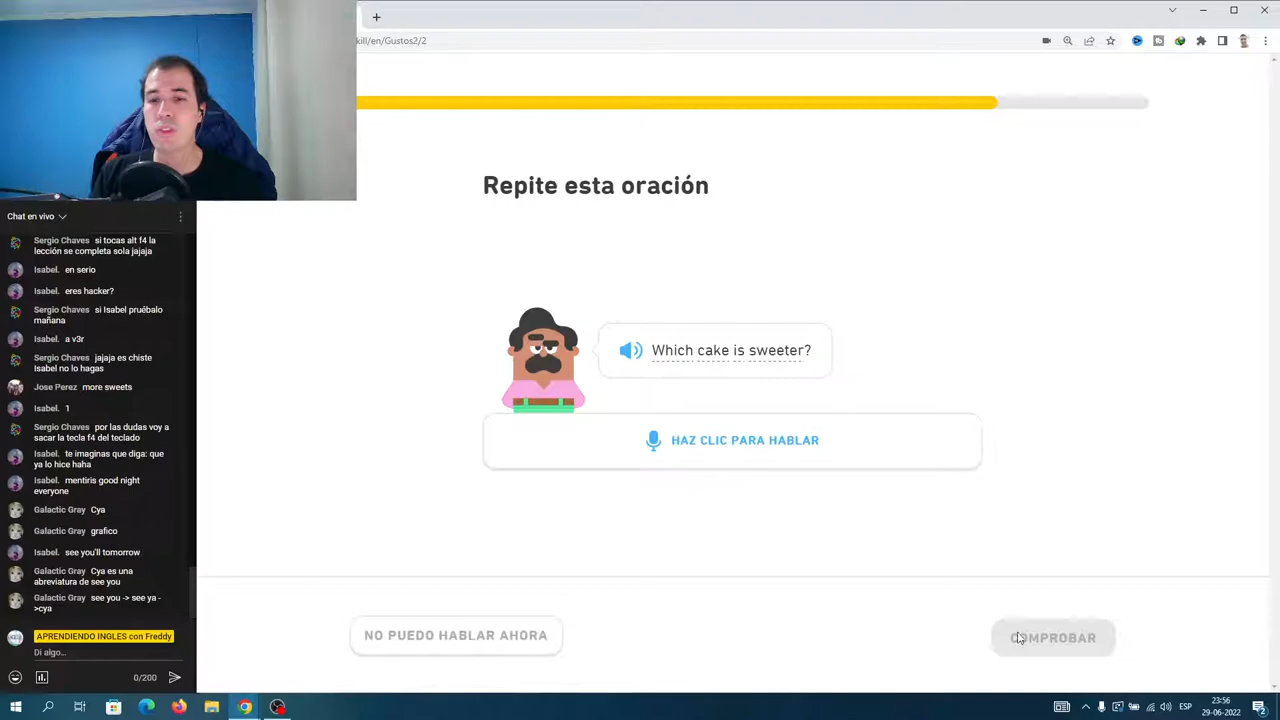 kill/en/Gustos2/2
Repite esta oración
Which cake is sweeter?
HAZ CLIC PARA HABLAR
NO PUEDO HABLAR AHORA
COMPROBAR
Chat en vivo
Sergio Chaves si tocas alt f4 la
lección se completa sola jajaja
Isabel. en serio
Isabel. eres hacker?
Sergio Chaves si Isabel pruébalo
mañana
Isabel. a v3r
Sergio Chaves jajaja es chiste
Isabel no lo hagas
Jose Perez more sweets
Isabel. 1
Sergio Chaves por las dudas voy a
sacar la tecla f4 del teclado
Isabel. te imaginas que diga: que
ya lo hice haha
Isabel. mentiris good night
everyone
Galactic Gray Cya
Galactic Gray grafico
Isabel. see you'll tomorrow
Galactic Gray Cya es una
abreviatura de see you
Galactic Gray see you -> see ya -
>cya
APRENDIENDO INGLES con Freddy
Di algo...
0/200
ESP
23:56
29-06-2022
2